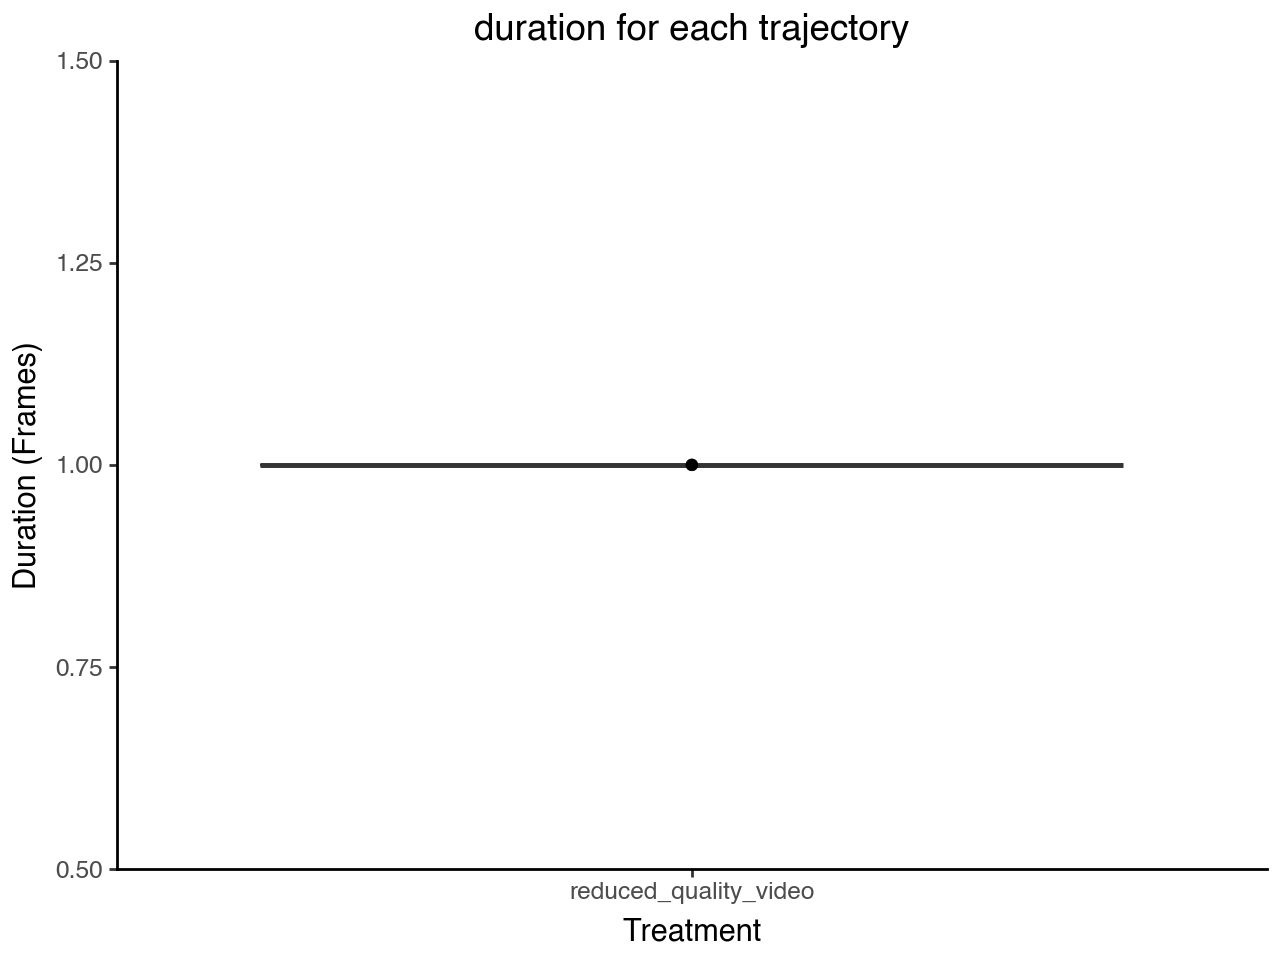 duration for each trajectory
1.50
1.25
1.00
0.75
0.50
Duration (Frames)
reduced_quality_video
Treatment